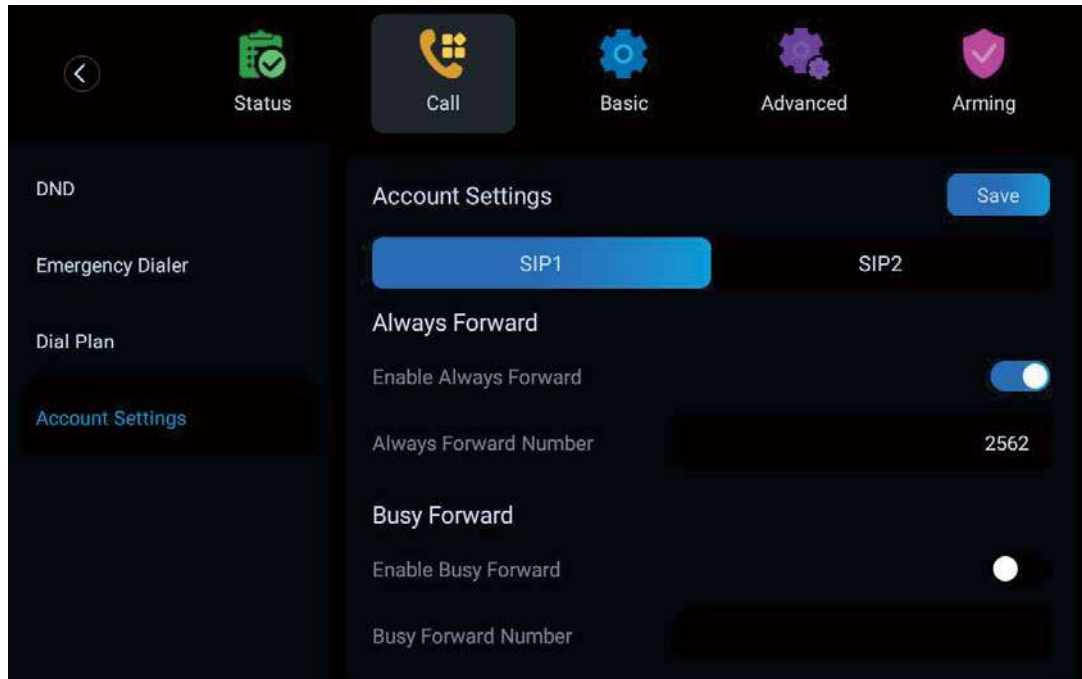 Status
Call
Basic
Advanced
Arming
DND
Emergency Dialer
Dial Plan
Account Settings
Account Settings
Save
SIP1
SIP2
Always Forward
Enable Always Forward
Always Forward Number
2562
Busy Forward
Enable Busy Forward
Busy Forward Number